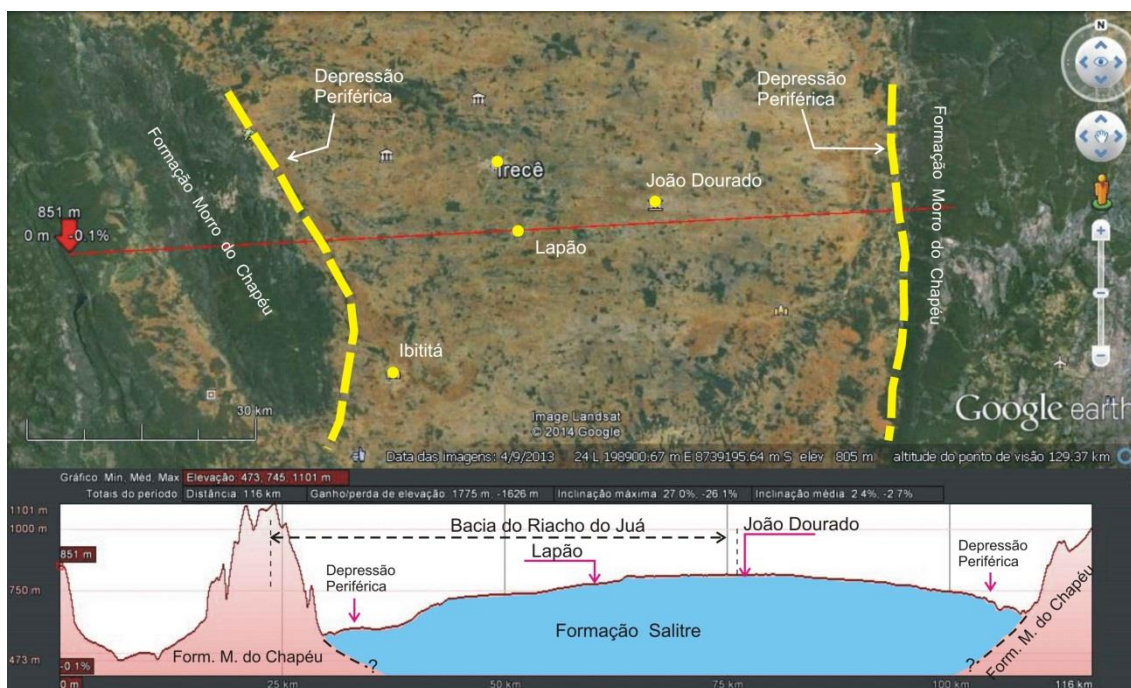 N
Depressão
Periférica
Depressão
Periférica
Formação Morro do Chapéu
Formação Morro do Chapéu
Irecê
João Dourado
851 m
0 m -0.1%
Lapão
Ibititá
30 km
Image Landsat
© 2014 Google
Google earth
Data das imagens: 4/9/2013 24 L 198900.67 m E 8739195.64 m S elev 805 m altitude do ponto de visão 129.37 km
Gráfico Min, Méd, Max Elevação: 473, 745, 1101 m
Totais do período: Distância: 116 km Ganho/perda de elevação: 1775 m, -1626 m Inclinação máxima: 27.0%, -26.1% Inclinação média: 2.4%, -2.7%
1101 m
1000 m
851 m
750 m
473 m
-0.1%
Bacia do Riacho do Juá
João Dourado
Lapão
Depressão
Periférica
Depressão
Periférica
Formação Salitre
Form. M. do Chapéu
?
?
Form. M. do Chapéu
0 m
25 km
50 km
75 km
100 km
116 km